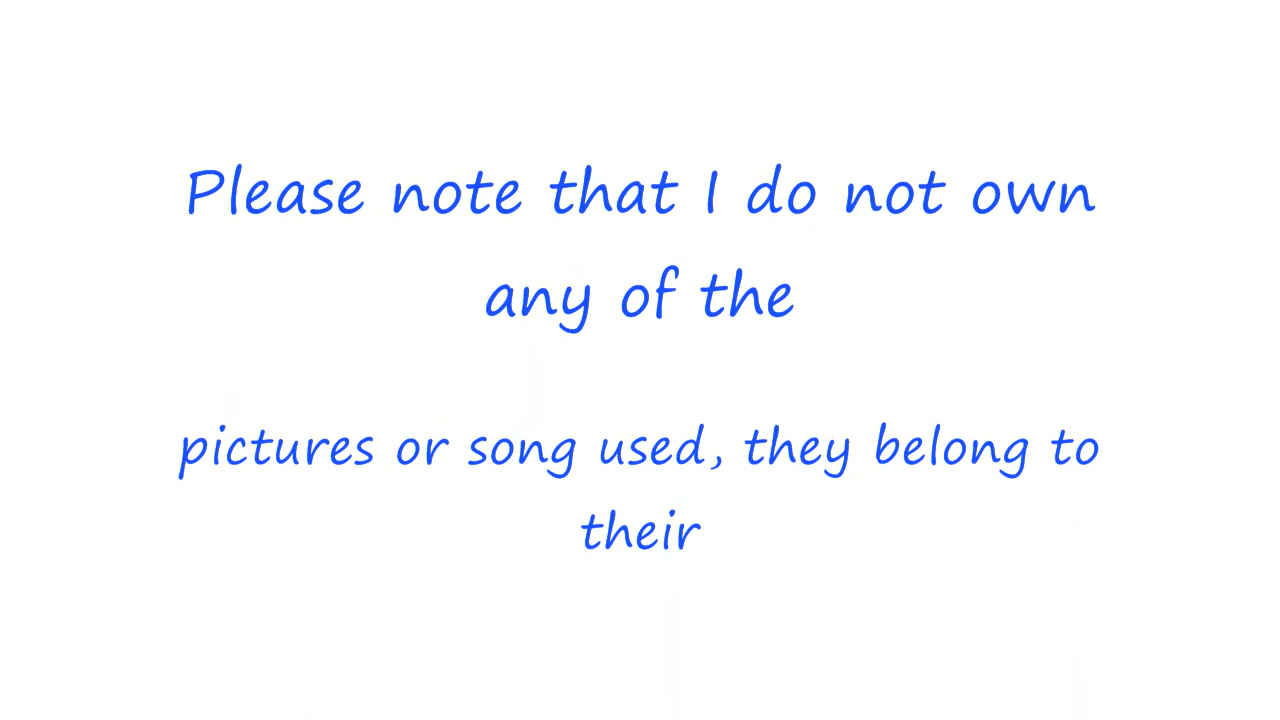 Please note that I do not own
any of the
pictures or song used, they belong to
their